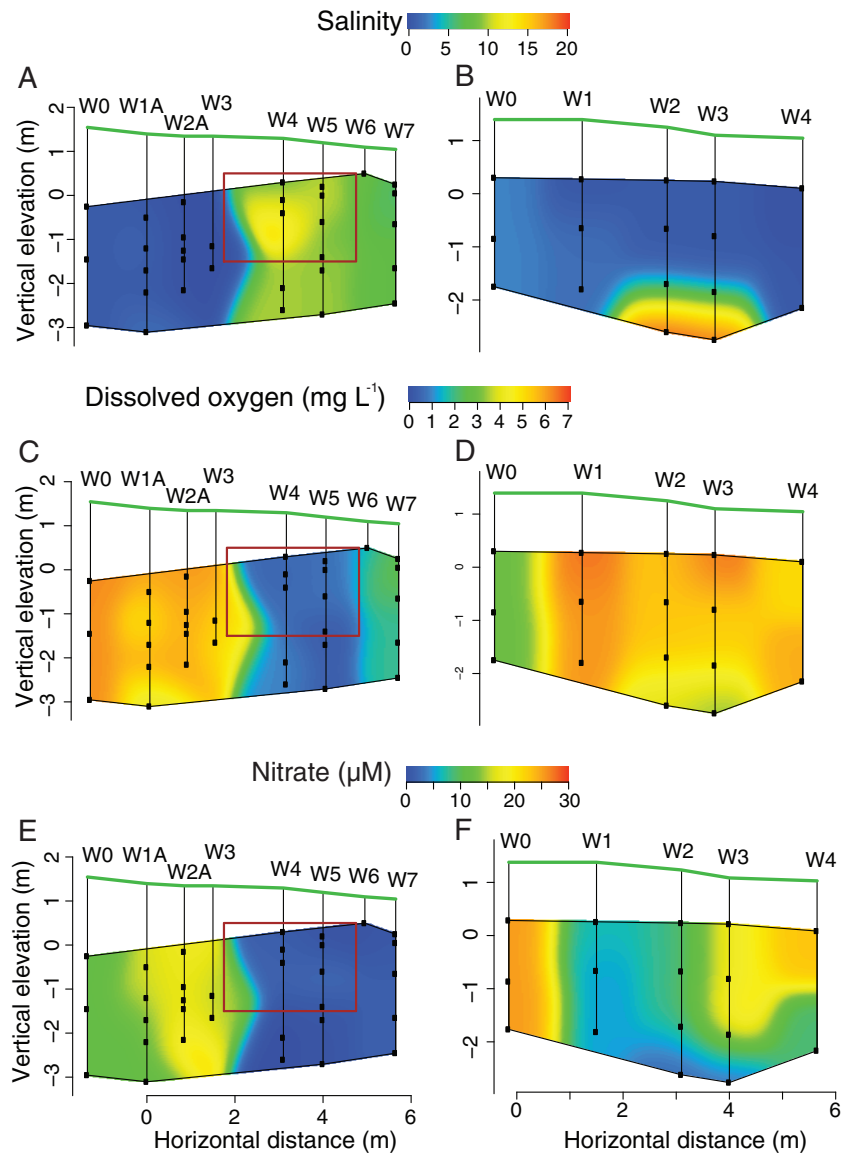 Salinity
0 5 10 15 20
A
W0 W1A W2A W3 W4 W5 W6 W7
Vertical elevation (m)
2 1 0 −1 −2 −3
B
W0 W1 W2 W3 W4
1 0 −1 −2
Dissolved oxygen (mg L-1)
0 1 2 3 4 5 6 7
C
W0 W1A W2A W3 W4 W5 W6 W7
Vertical elevation (m)
2 1 0 −1 −2 −3
D
W0 W1 W2 W3 W4
1 0 −1 −2
Nitrate (µM)
0 5 10 15 20 30
E
W0 W1A W2A W3 W4 W5 W6 W7
Vertical elevation (m)
2 1 0 −1 −2 −3
0 2 4 6
Horizontal distance (m)
F
W0 W1 W2 W3 W4
1 0 −1 −2
0 2 4 6
Horizontal distance (m)